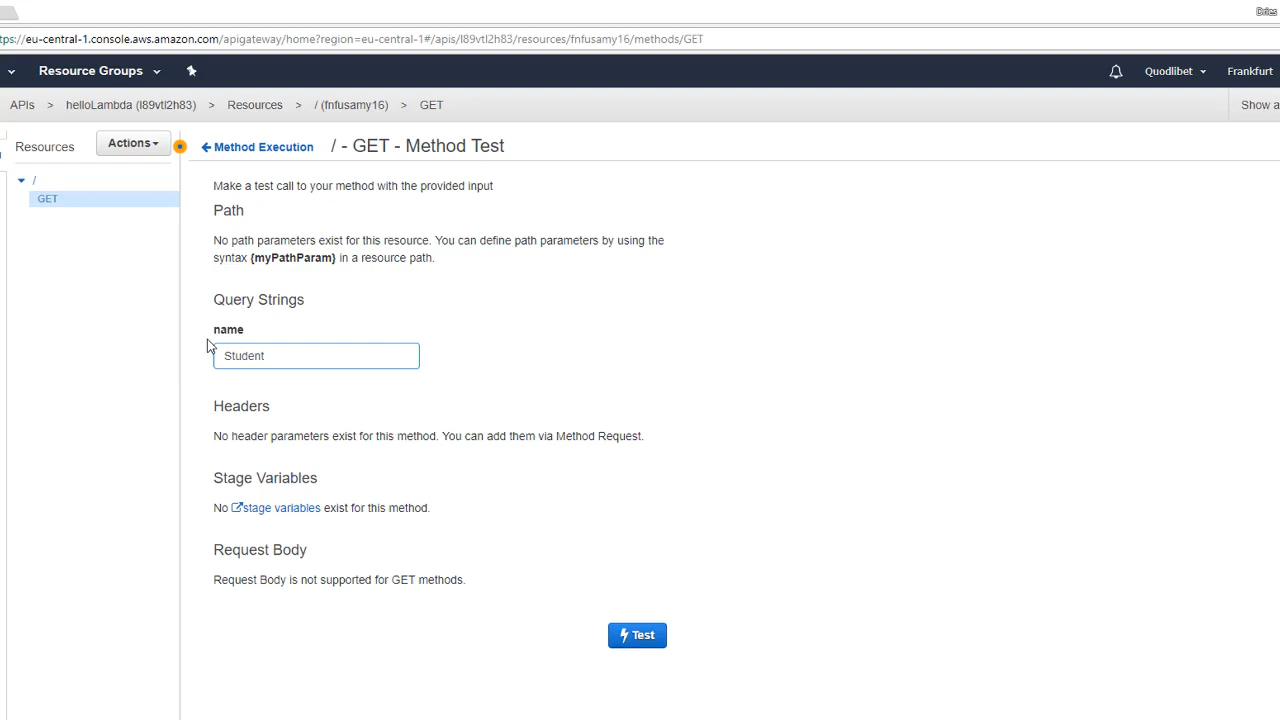 Dries
tps://eu-central-1.console.aws.amazon.com/apigateway/home?region=eu-central-1#/apis/l89vtl2h83/resources/fnfusamy16/methods/GET
Resource Groups Quodlibet Frankfurt
APIs > helloLambda (l89vtl2h83) > Resources > / (fnfusamy16) > GET Show a
Resources Actions Method Execution / - GET - Method Test
/
GET
Make a test call to your method with the provided input
Path
No path parameters exist for this resource. You can define path parameters by using the
syntax {myPathParam} in a resource path.
Query Strings
name
Student
Headers
No header parameters exist for this method. You can add them via Method Request.
Stage Variables
No stage variables exist for this method.
Request Body
Request Body is not supported for GET methods.
Test